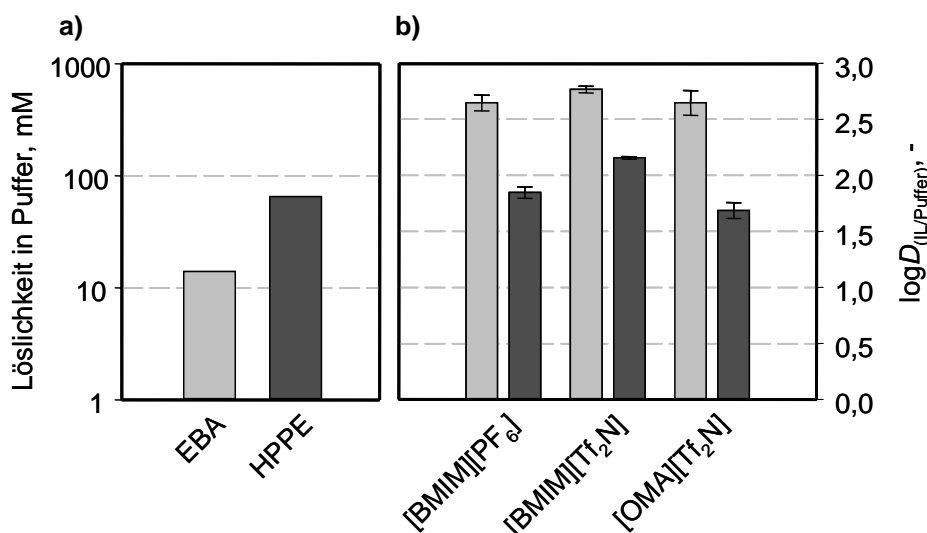 a)
b)
Löslichkeit in Puffer, mM
1000
100
10
1
EBA
HPPE
3,0
2,5
2,0
1,5
1,0
0,5
0,0
logD(IL/Puffer), -
[BMIM][PF6]
[BMIM][Tf2N]
[OMA][Tf2N]